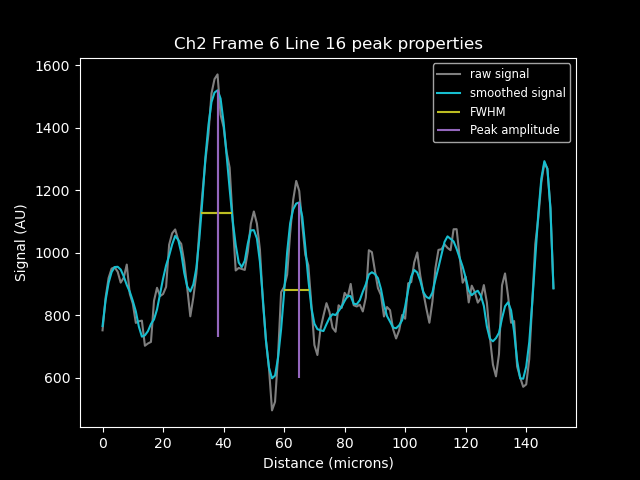 Ch2 Frame 6 Line 16 peak properties
raw signal
smoothed signal
FWHM
Peak amplitude
1600
1400
1200
1000
800
600
Signal (AU)
0 20 40 60 80 100 120 140
Distance (microns)